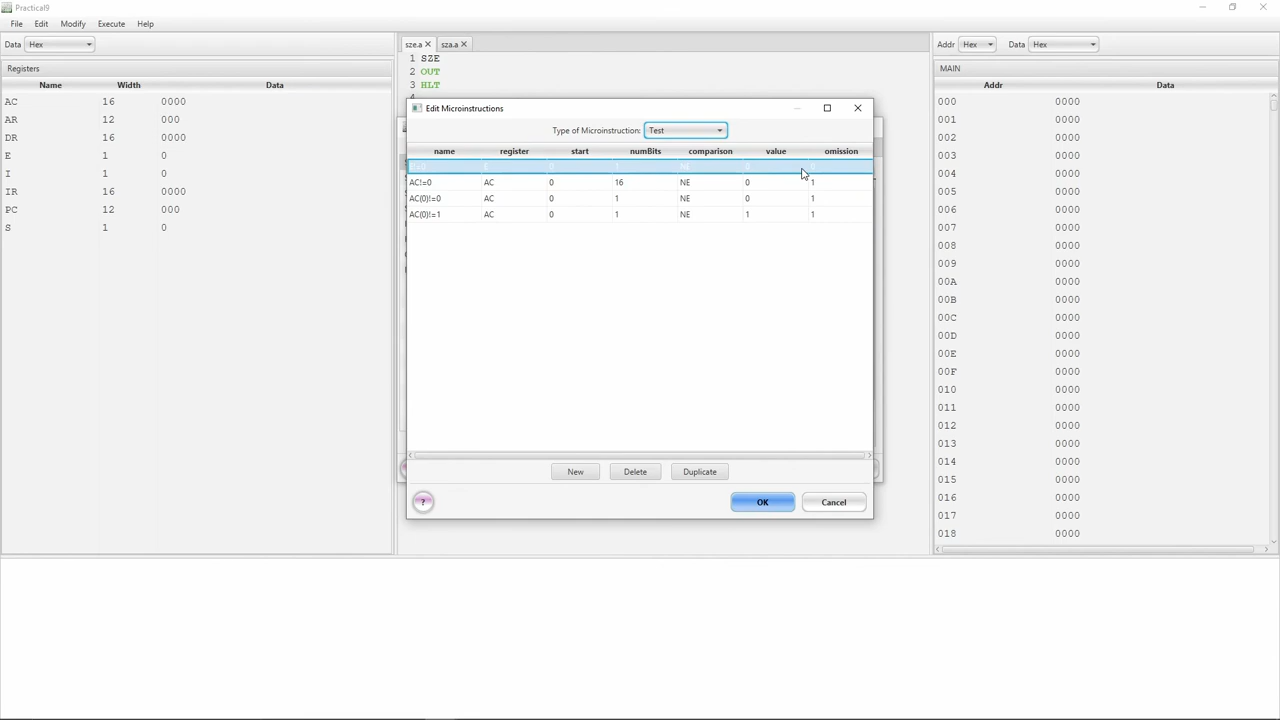 Practical9
File Edit Modify Execute Help
Data Hex
Registers
Name Width Data
AC 16 0000
AR 12 000
DR 16 0000
E 1 0
I 1 0
IR 16 0000
PC 12 000
S 1 0
sze.a sza.a
1 SZE
2 OUT
3 HLT
4
Edit Microinstructions
Type of Microinstruction: Test
name register start numBits comparison value omission
E 0 1 NE 0
AC!=0 AC 0 16 NE 0 1
AC(0)!=0 AC 0 1 NE 0 1
AC(0)!=1 AC 0 1 NE 1 1
New Delete Duplicate
? OK Cancel
Addr Hex Data Hex
MAIN
Addr Data
000 0000
001 0000
002 0000
003 0000
004 0000
005 0000
006 0000
007 0000
008 0000
009 0000
00A 0000
00B 0000
00C 0000
00D 0000
00E 0000
00F 0000
010 0000
011 0000
012 0000
013 0000
014 0000
015 0000
016 0000
017 0000
018 0000